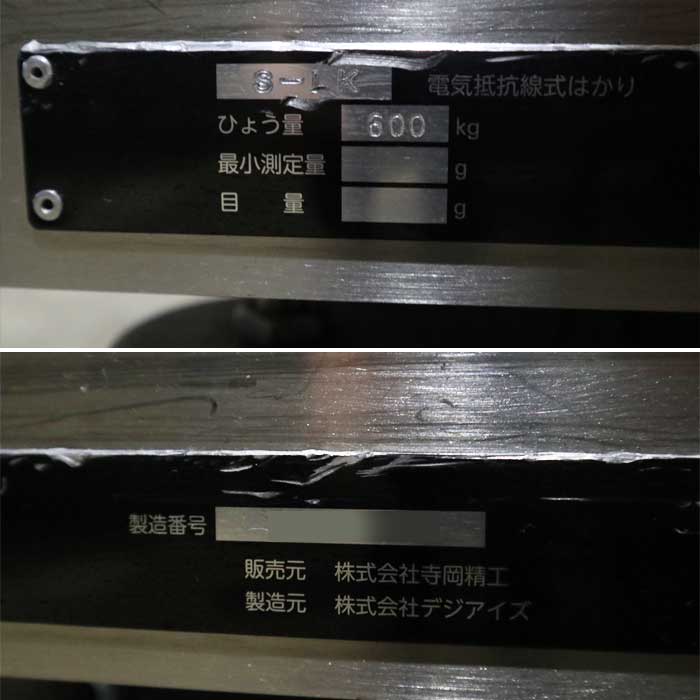 S-LK 電気抵抗線式はかり
ひょう量 600 kg
最小測定量 g
目 量 g
製造番号
販売元 株式会社寺岡精工
製造元 株式会社デジアイズ